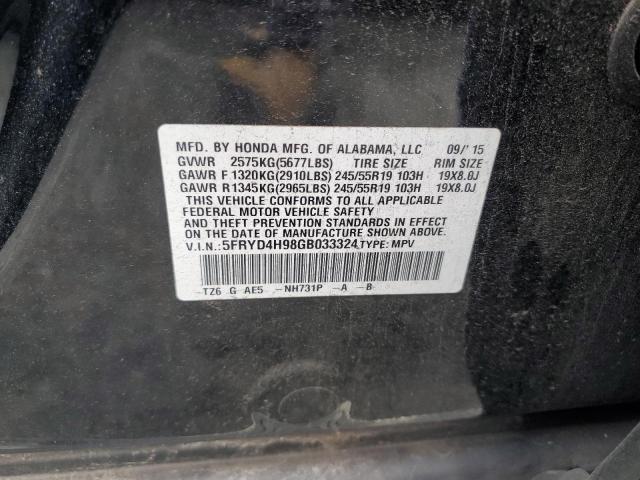 MFD. BY HONDA MFG. OF ALABAMA, LLC 09/'15
GVWR 2575KG(5677LBS) TIRE SIZE RIM SIZE
GAWR F 1320KG(2910LBS) 245/55R19 103H 19X8.0J
GAWR R 1345KG(2965LBS) 245/55R19 103H 19X8.0J
THIS VEHICLE CONFORMS TO ALL APPLICABLE
FEDERAL MOTOR VEHICLE SAFETY
AND THEFT PREVENTION STANDARDS IN EFFECT ON
THE DATE OF MANUFACTURE SHOWN ABOVE.
V.I.N.: 5FRYD4H98GB033324 TYPE: MPV
-TZ6 G AE5 -NH731P -A -B